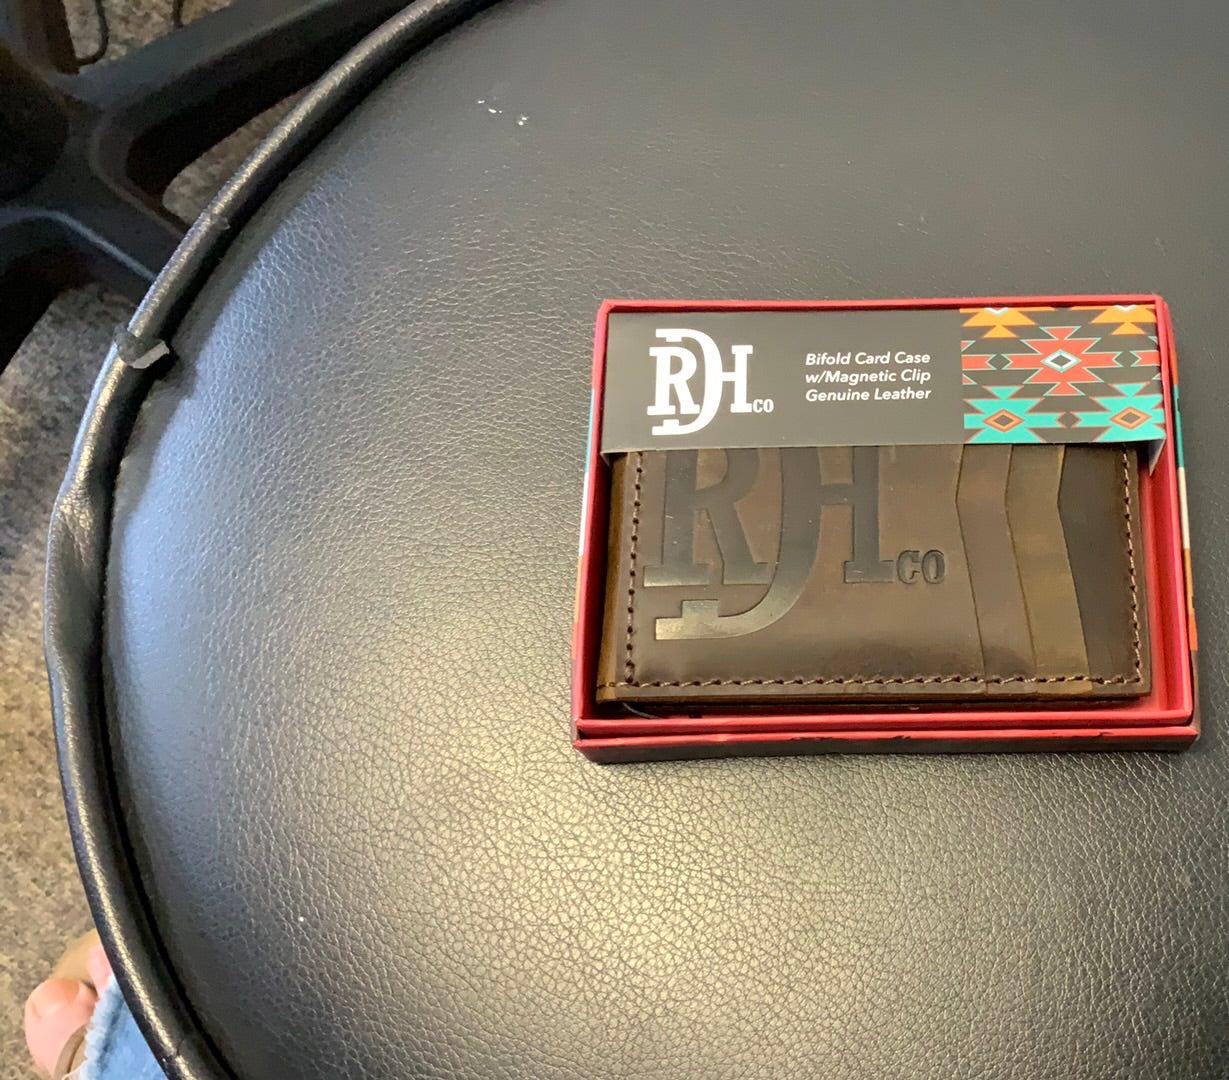 RDH CO
Bifold Card Case
w/Magnetic Clip
Genuine Leather
RDH CO